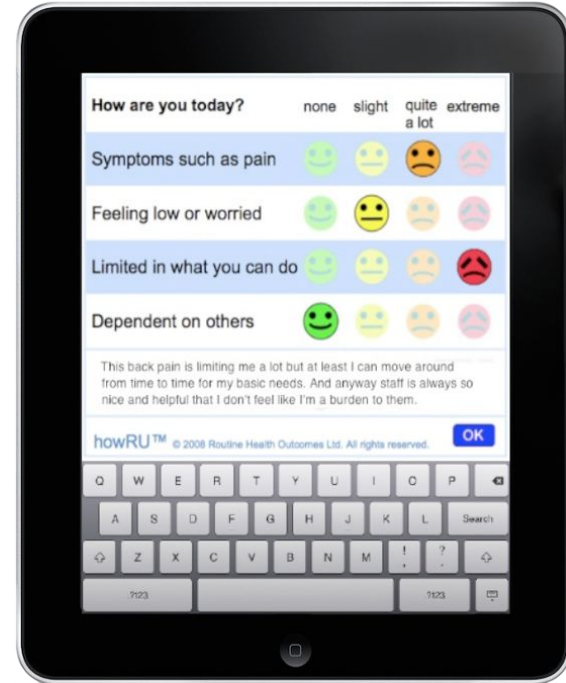 How are you today? none slight quite a lot extreme
Symptoms such as pain
Feeling low or worried
Limited in what you can do
Dependent on others
This back pain is limiting me a lot but at least I can move around
from time to time for my basic needs. And anyway staff is always so
nice and helpful that I don't feel like I'm a burden to them.
howRU™ © 2006 Routine Health Outcomes Ltd. All rights reserved. OK
Q W E R T Y U I O P
A S D F G H J K L Search
Z X C V B N M ! , ? .
?123 ?123